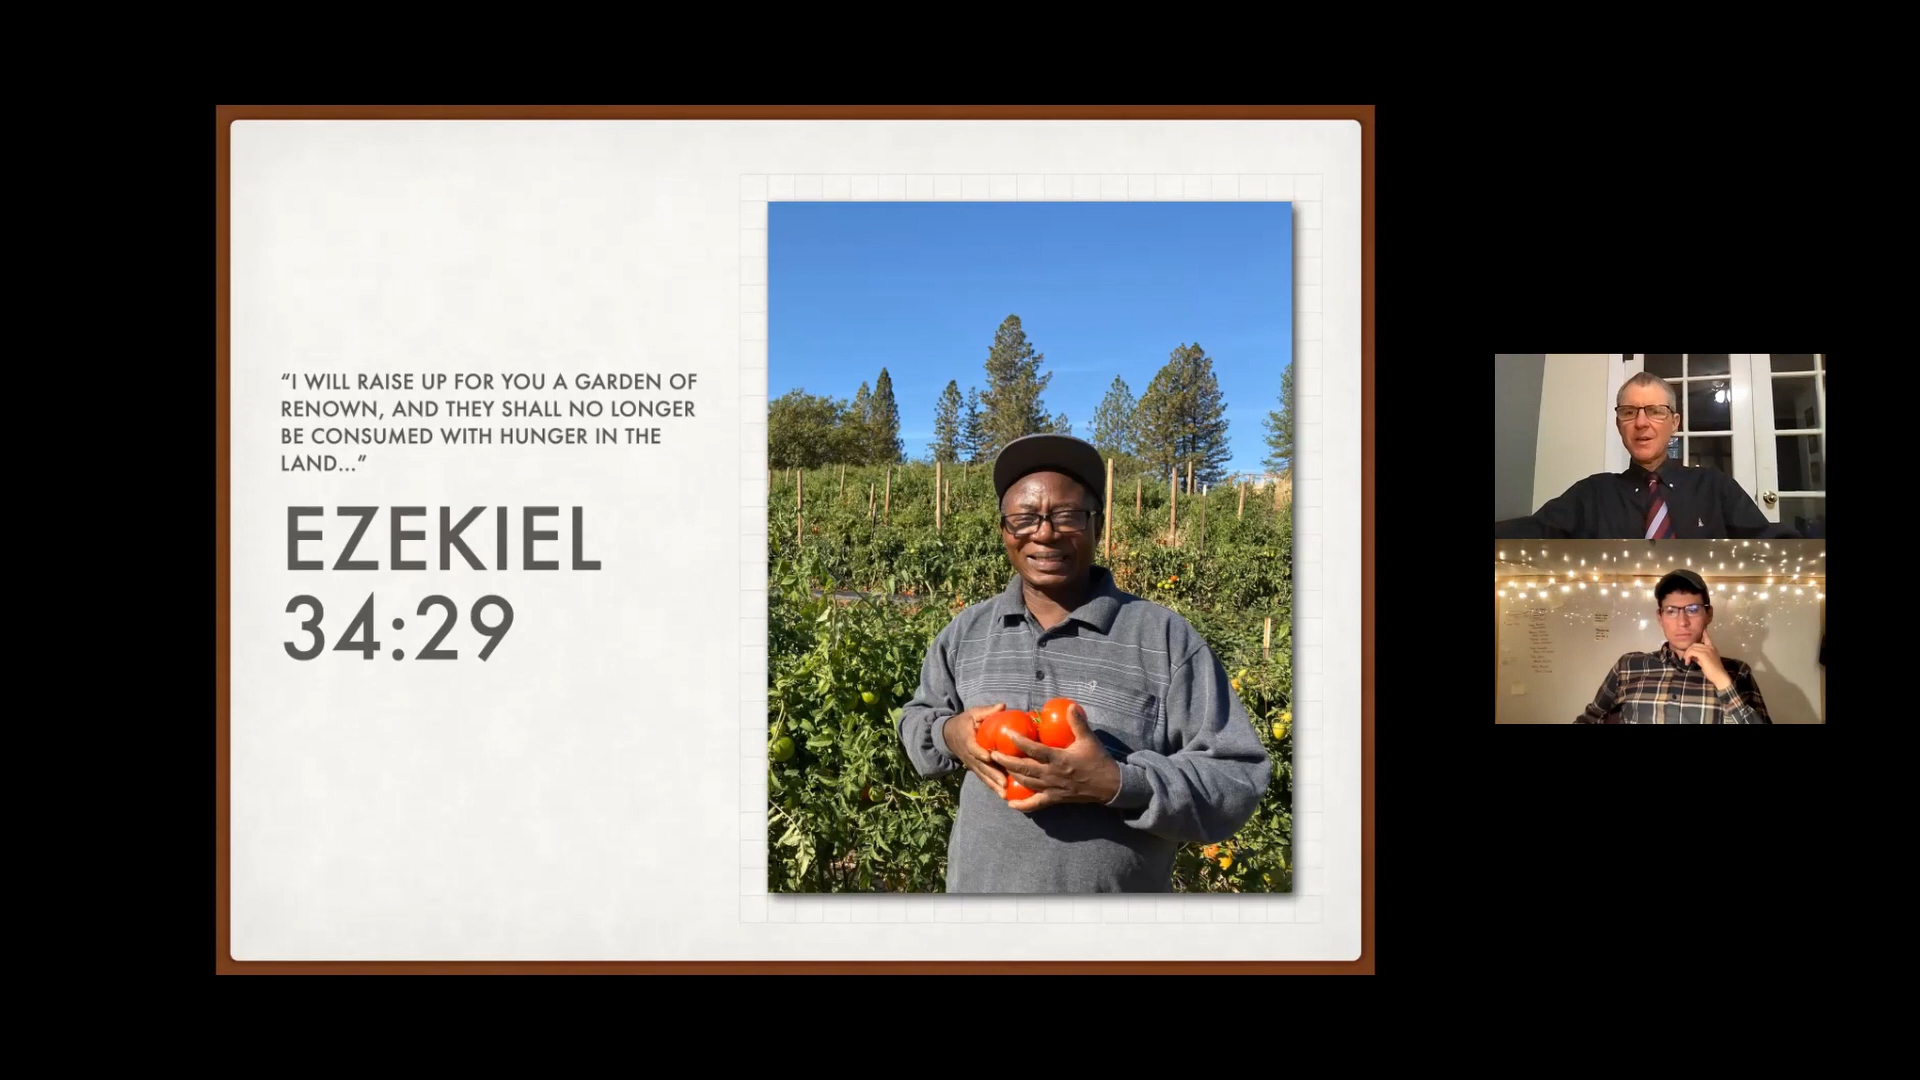 “I WILL RAISE UP FOR YOU A GARDEN OF
RENOWN, AND THEY SHALL NO LONGER
BE CONSUMED WITH HUNGER IN THE
LAND…”
EZEKIEL
34:29